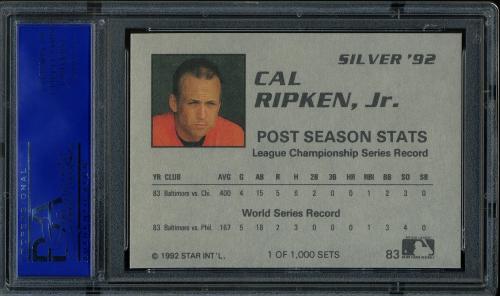 SILVER '92
CAL
RIPKEN, Jr.
POST SEASON STATS
League Championship Series Record
YR CLUB AVG G AB R H 2B 3B HR RBI BB SO SB
83 Baltimore vs. Chi. 400 4 15 5 6 2 0 0 1 2 3 0
World Series Record
83 Baltimore vs. Phil. 167 5 18 2 3 0 0 0 1 0 4 0
© 1992 STAR INT'L. 1 OF 1,000 SETS 83
PSA
PROFESSIONAL